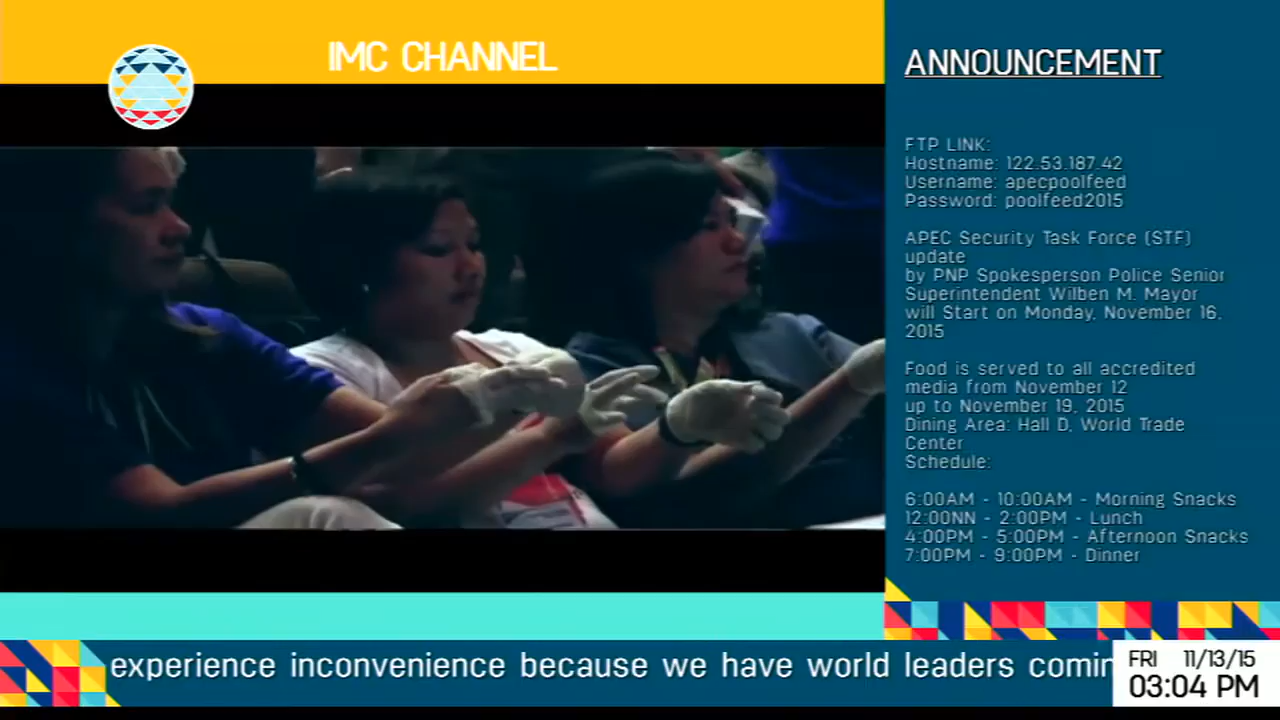 IMC CHANNEL
ANNOUNCEMENT
FTP LINK:
Hostname: 122.53.187.42
Username: apecpoolfeed
Password: poolfeed2015
APEC Security Task Force (STF)
update
by PNP Spokesperson Police Senior
Superintendent Wilben M. Mayor
will Start on Monday, November 16,
2015
Food is served to all accredited
media from November 12
up to November 19, 2015
Dining Area: Hall D, World Trade
Center
Schedule:
6:00AM - 10:00AM - Morning Snacks
12:00NN - 2:00PM - Lunch
4:00PM - 5:00PM - Afternoon Snacks
7:00PM - 9:00PM - Dinner
experience inconvenience because we have world leaders comin
FRI 11/13/15
03:04 PM